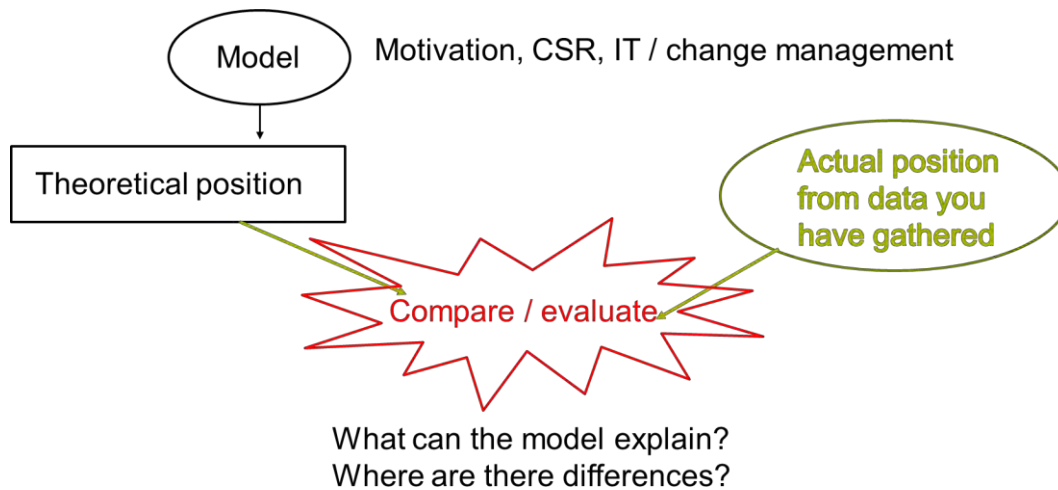 Model
Motivation, CSR, IT / change management
Theoretical position
Actual position
from data you
have gathered
Compare / evaluate
What can the model explain?
Where are there differences?